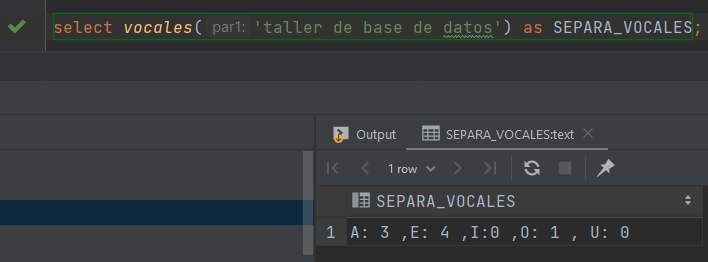 select vocales( par1: 'taller de base de datos') as SEPARA_VOCALES;
Output
SEPARA_VOCALES:text
1 row
SEPARA_VOCALES
1 A: 3 ,E: 4 ,I:0 ,O: 1 , U: 0